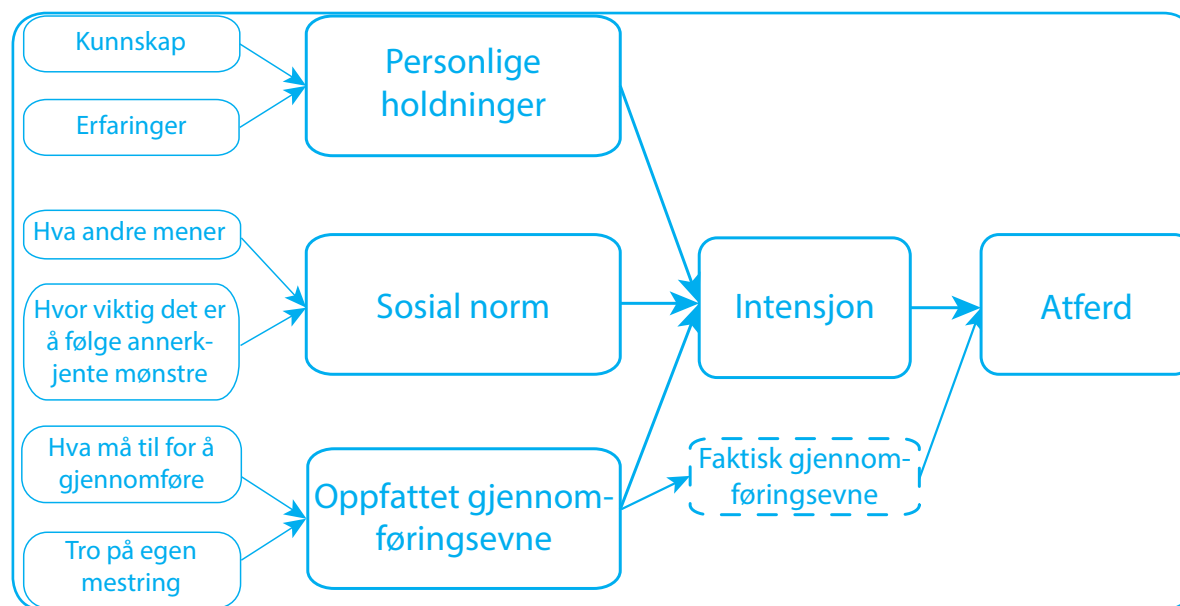 Kunnskap
Erfaringer
Personlige
holdninger
Hva andre mener
Hvor viktig det er
å følge annerk-
jente mønstre
Sosial norm
Intensjon
Atferd
Hva må til for å
gjennomføre
Tro på egen
mestring
Oppfattet gjennom-
føringsevne
Faktisk gjennom-
føringsevne